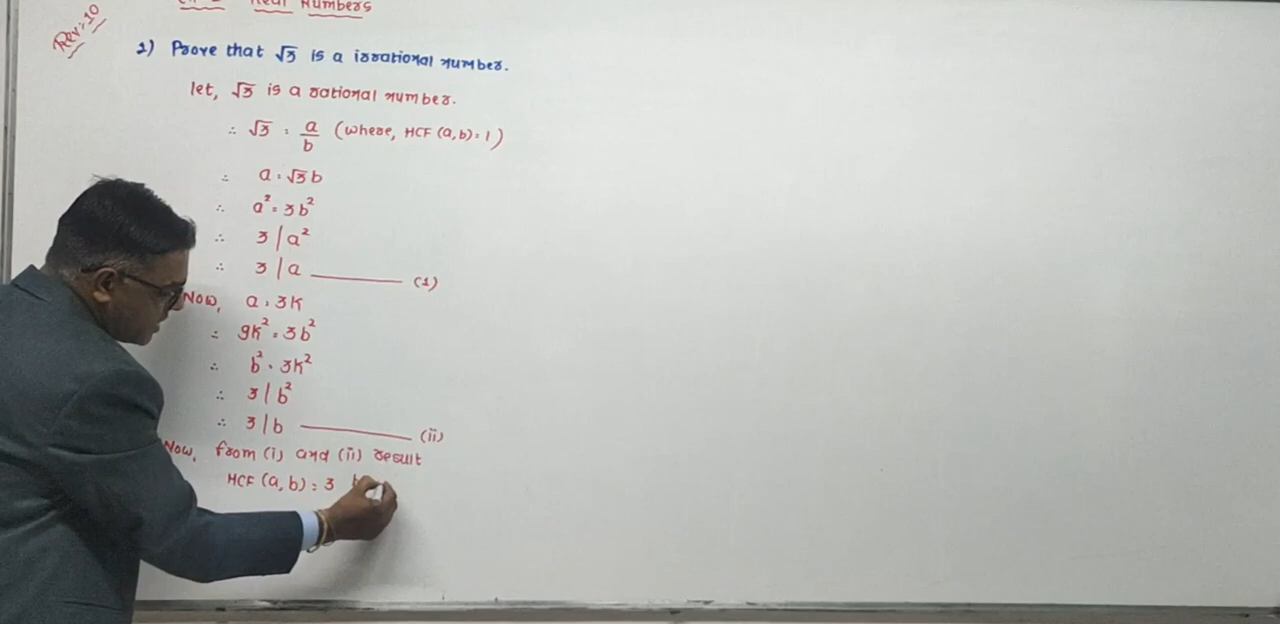 Real Numbers
Rev:10
1) Prove that √3 is a irrational number.
let, √3 is a rational number.
∴ √3 = a/b (where, HCF (a,b)=1)
∴ a=√3 b
∴ a²=3b²
∴ 3|a²
∴ 3|a ———— (1)
Now, a=3k
∴ 9k²=3b²
∴ b²=3k²
∴ 3|b²
∴ 3|b ———— (ii)
Now, from (i) and (ii) result
HCF (a,b)=3